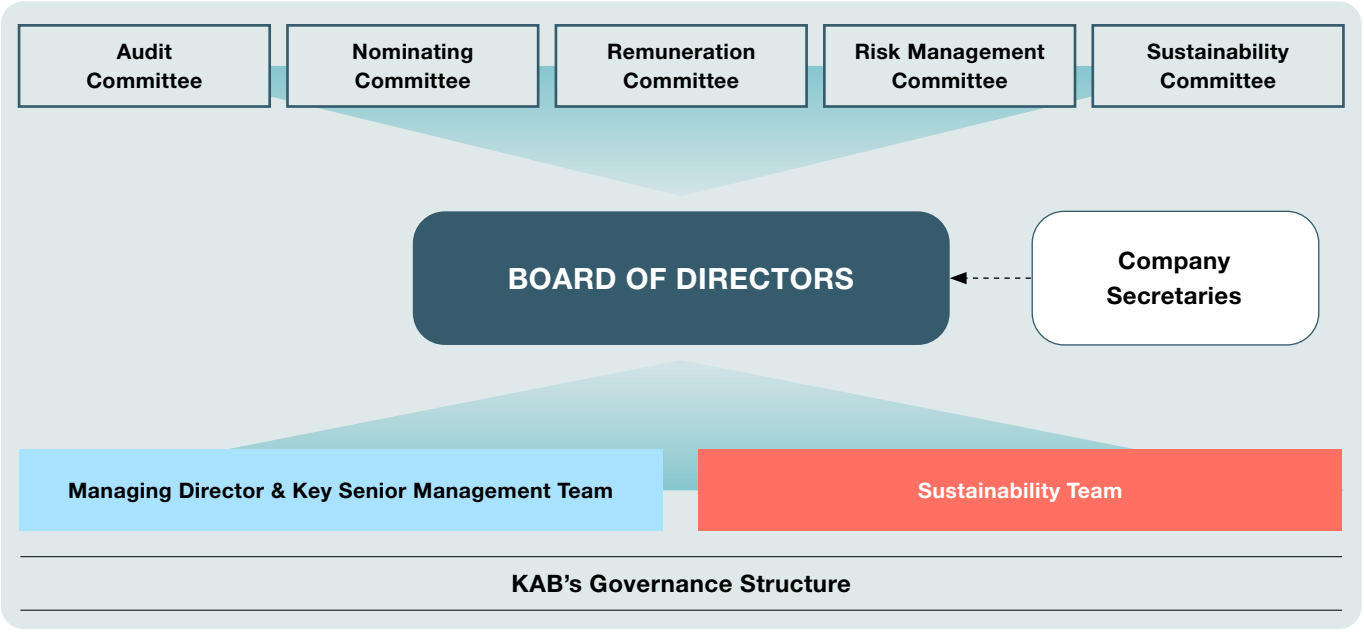 Audit
Committee
Nominating
Committee
Remuneration
Committee
Risk Management
Committee
Sustainability
Committee
BOARD OF DIRECTORS
Company
Secretaries
Managing Director & Key Senior Management Team
Sustainability Team
KAB’s Governance Structure